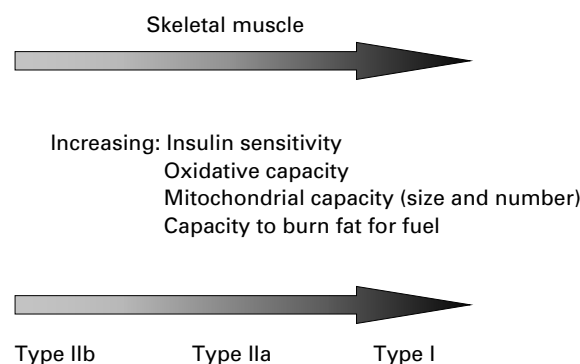 Skeletal muscle
Increasing: Insulin sensitivity
Oxidative capacity
Mitochondrial capacity (size and number)
Capacity to burn fat for fuel
Type IIb Type IIa Type I